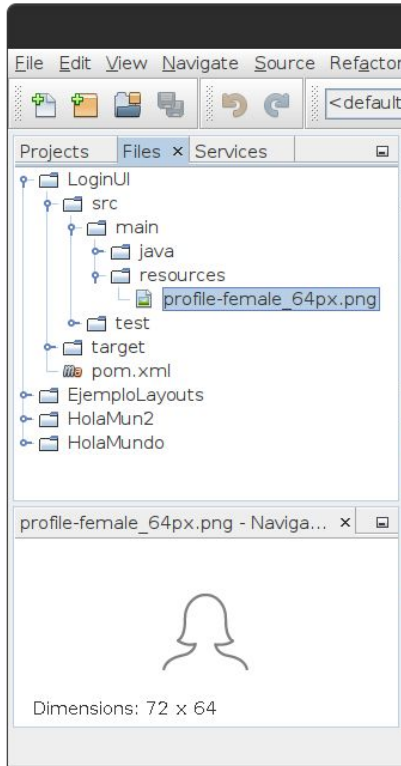 File Edit View Navigate Source Refactor
<default
Projects Files × Services
LoginUI
src
main
java
resources
profile-female_64px.png
test
target
pom.xml
EjemploLayouts
HolaMun2
HolaMundo
profile-female_64px.png - Naviga... ×
Dimensions: 72 x 64